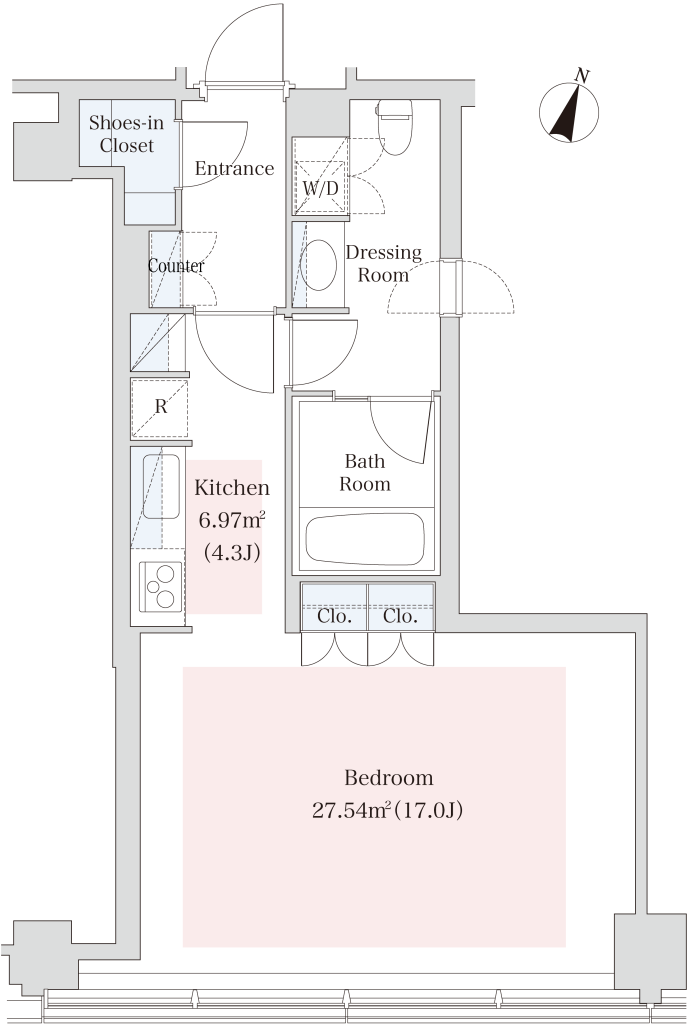 N
Shoes-in
Closet
Entrance
W/D
Counter
Dressing
Room
R
Bath
Room
Kitchen
6.97m²
(4.3J)
Clo.
Clo.
Bedroom
27.54m²(17.0J)